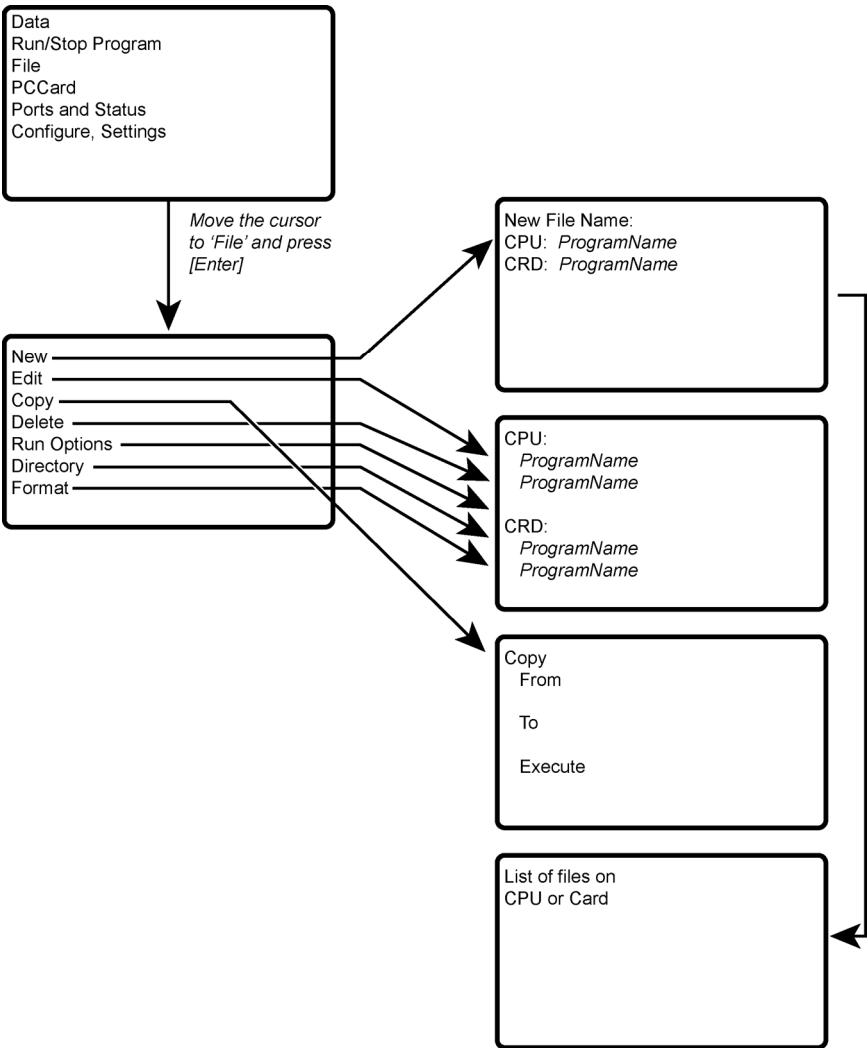 Data
Run/Stop Program
File
PCCard
Ports and Status
Configure, Settings
Move the cursor
to ‘File’ and press
[Enter]
New
Edit
Copy
Delete
Run Options
Directory
Format
New File Name:
CPU: ProgramName
CRD: ProgramName
CPU:
ProgramName
ProgramName
CRD:
ProgramName
ProgramName
Copy
From
To
Execute
List of files on
CPU or Card